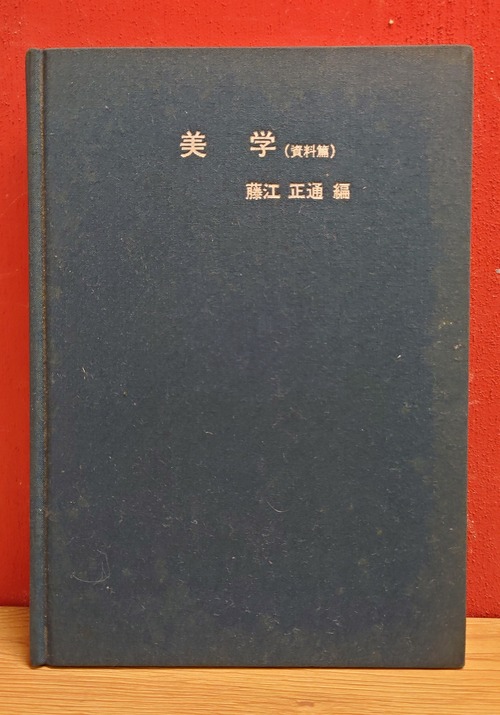 美 学 (資料篇)
藤江 正通 編